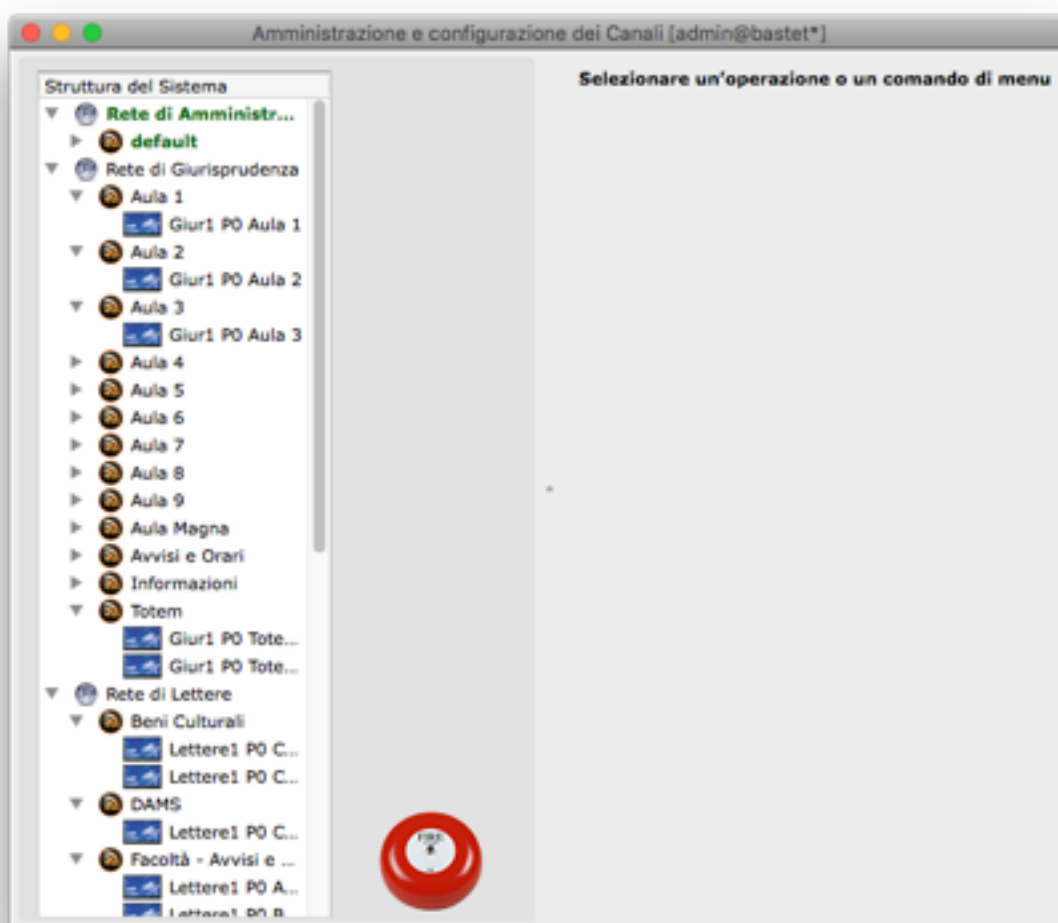 Amministrazione e configurazione dei Canali [admin@bastet*]
Selezionare un'operazione o un comando di menu
Struttura del Sistema
Rete di Amministr...
default
Rete di Giurisprudenza
Aula 1
Giur1 P0 Aula 1
Aula 2
Giur1 P0 Aula 2
Aula 3
Giur1 P0 Aula 3
Aula 4
Aula 5
Aula 6
Aula 7
Aula 8
Aula 9
Aula Magna
Avvisi e Orari
Informazioni
Totem
Giur1 P0 Tote...
Giur1 P0 Tote...
Rete di Lettere
Beni Culturali
Lettere1 P0 C...
Lettere1 P0 C...
DAMS
Lettere1 P0 C...
Facoltà - Avvisi e ...
Lettere1 P0 A...
Lettere1 P0 B...
FIRE